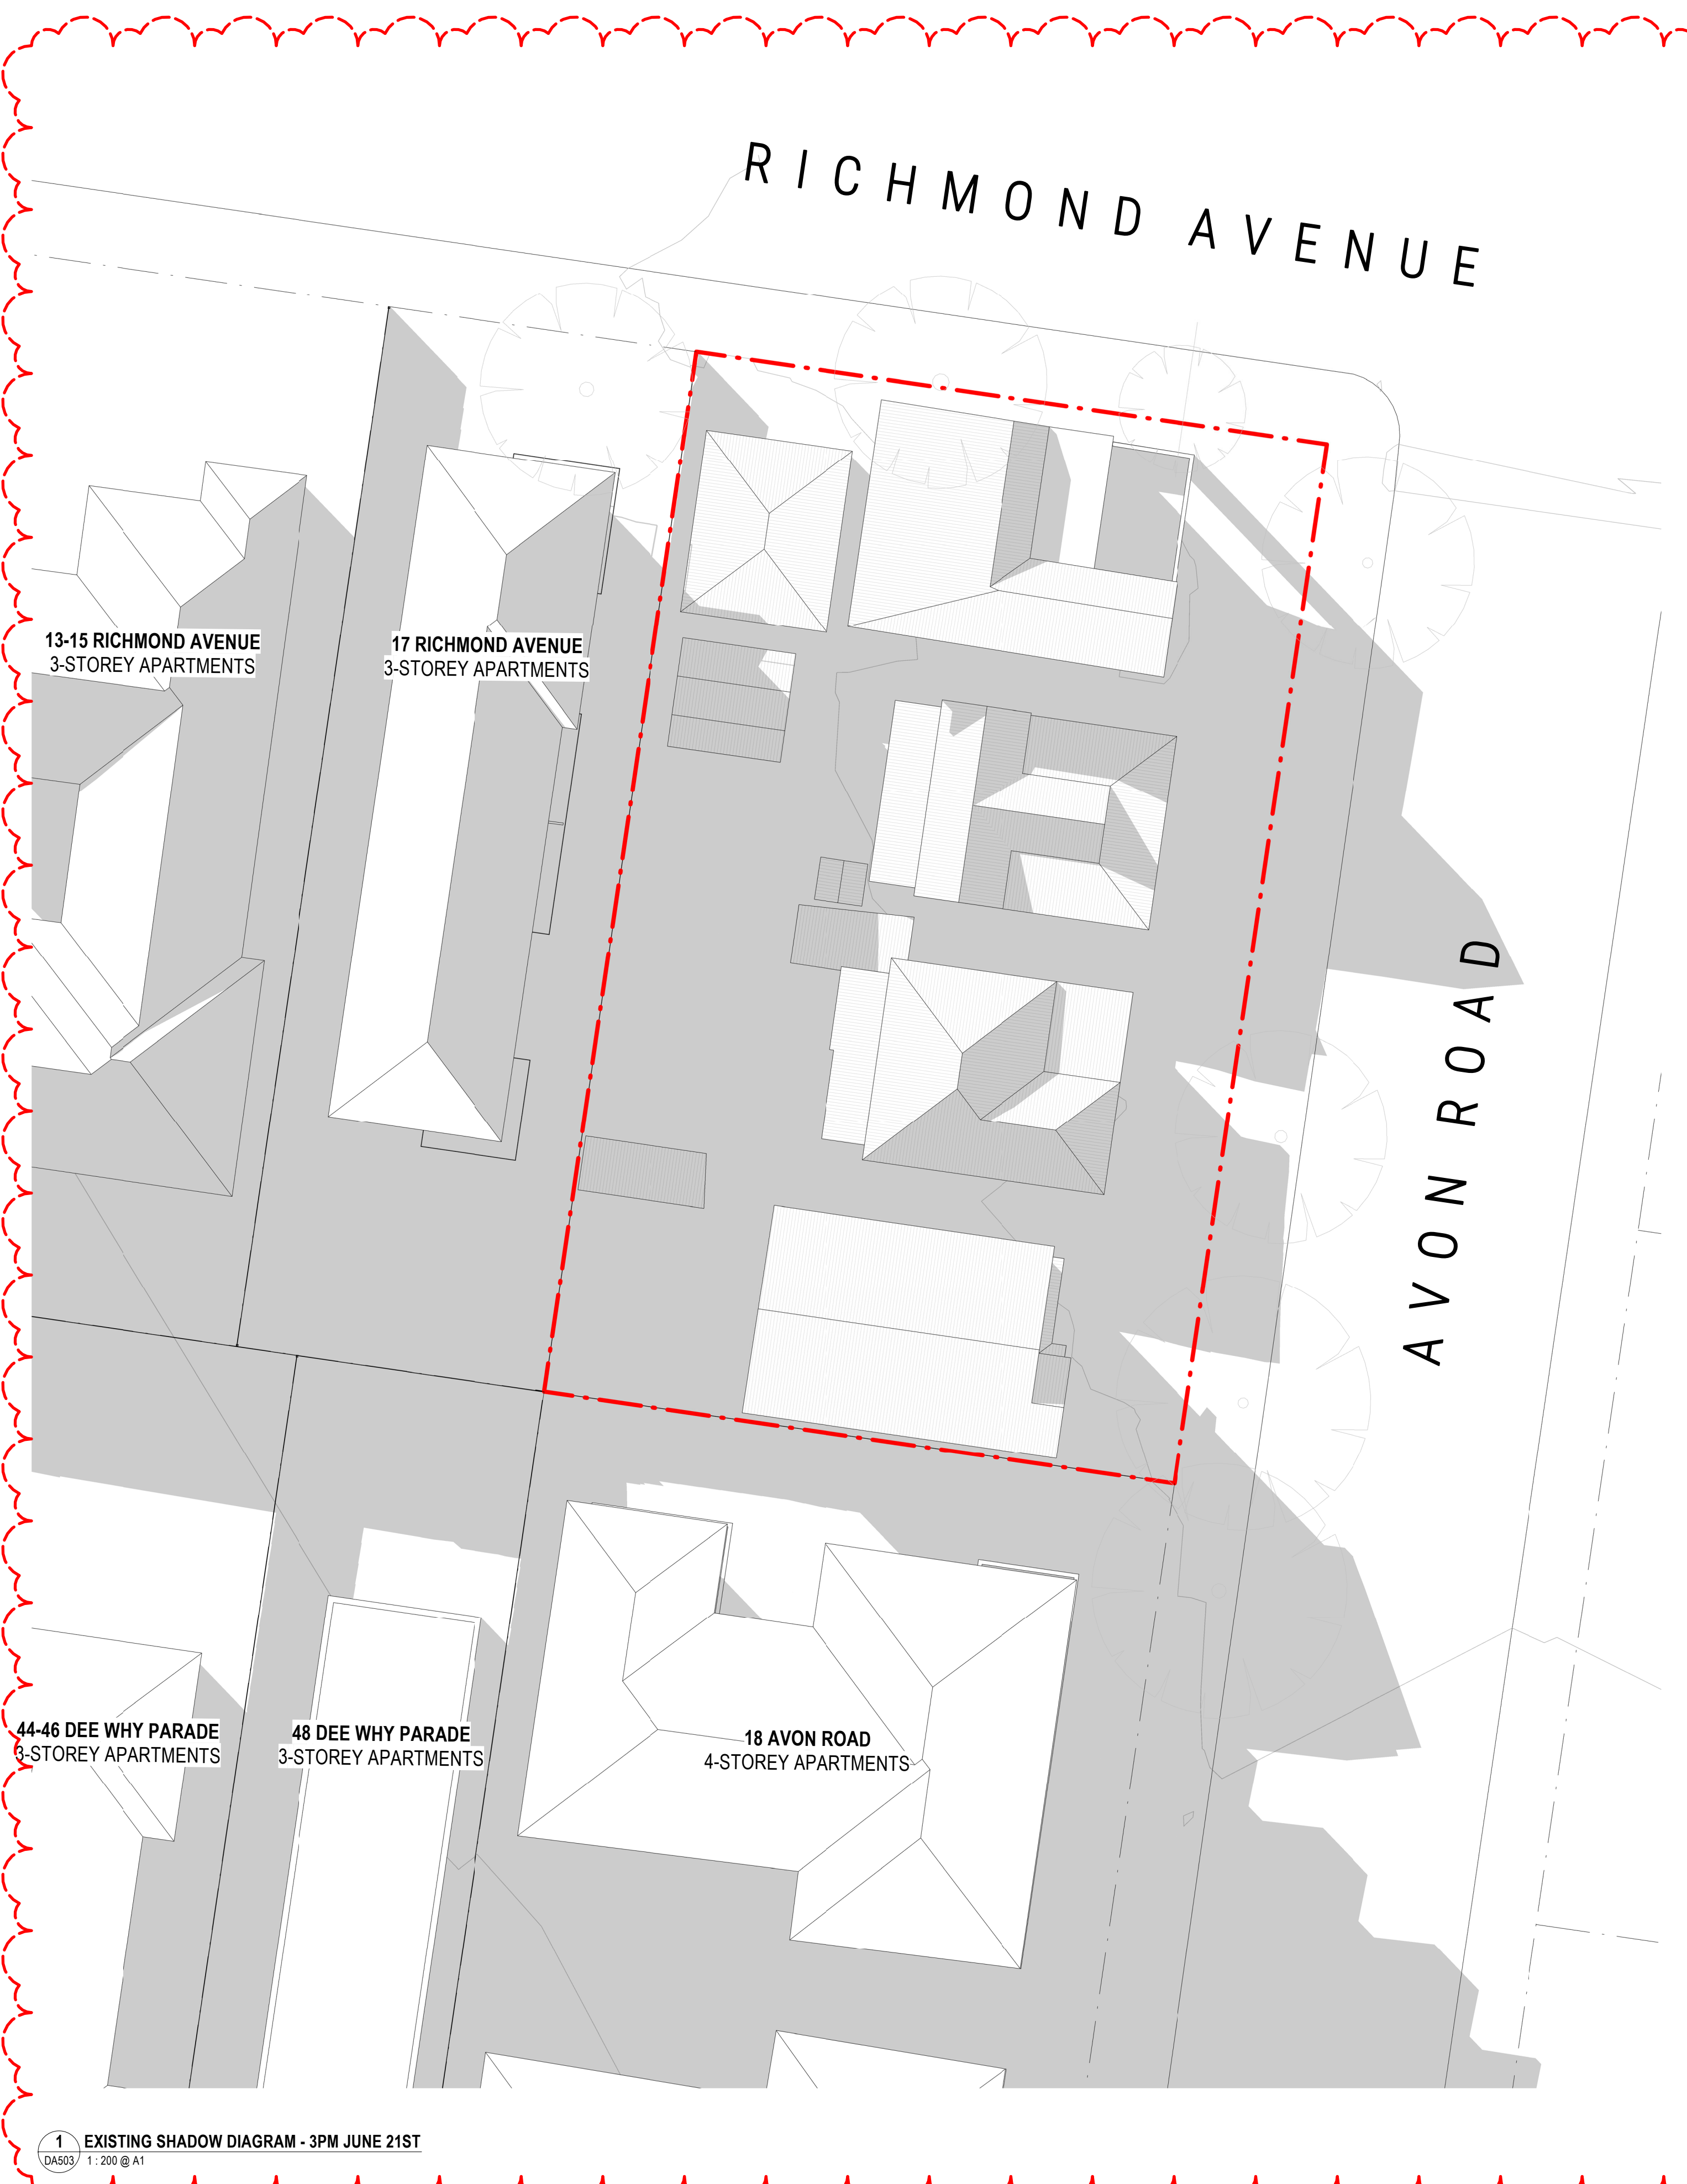 RICHMOND AVENUE
13-15 RICHMOND AVENUE
3-STOREY APARTMENTS
17 RICHMOND AVENUE
3-STOREY APARTMENTS
AVON ROAD
44-46 DEE WHY PARADE
3-STOREY APARTMENTS
48 DEE WHY PARADE
3-STOREY APARTMENTS
18 AVON ROAD
4-STOREY APARTMENTS
1
DA503
EXISTING SHADOW DIAGRAM - 3PM JUNE 21ST
1 : 200 @ A1